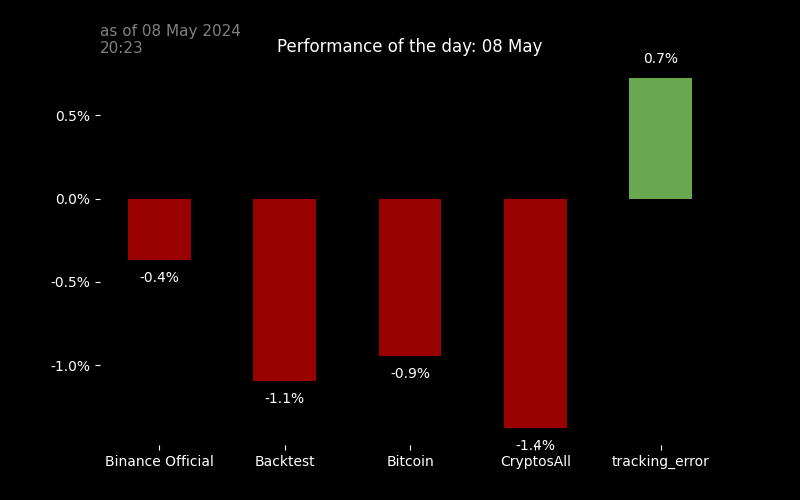 as of 08 May 2024
20:23
Performance of the day: 08 May
0.7%
0.5%
0.0%
-0.5%
-1.0%
-0.4%
-1.1%
-0.9%
-1.4%
Binance Official
Backtest
Bitcoin
CryptosAll
tracking_error